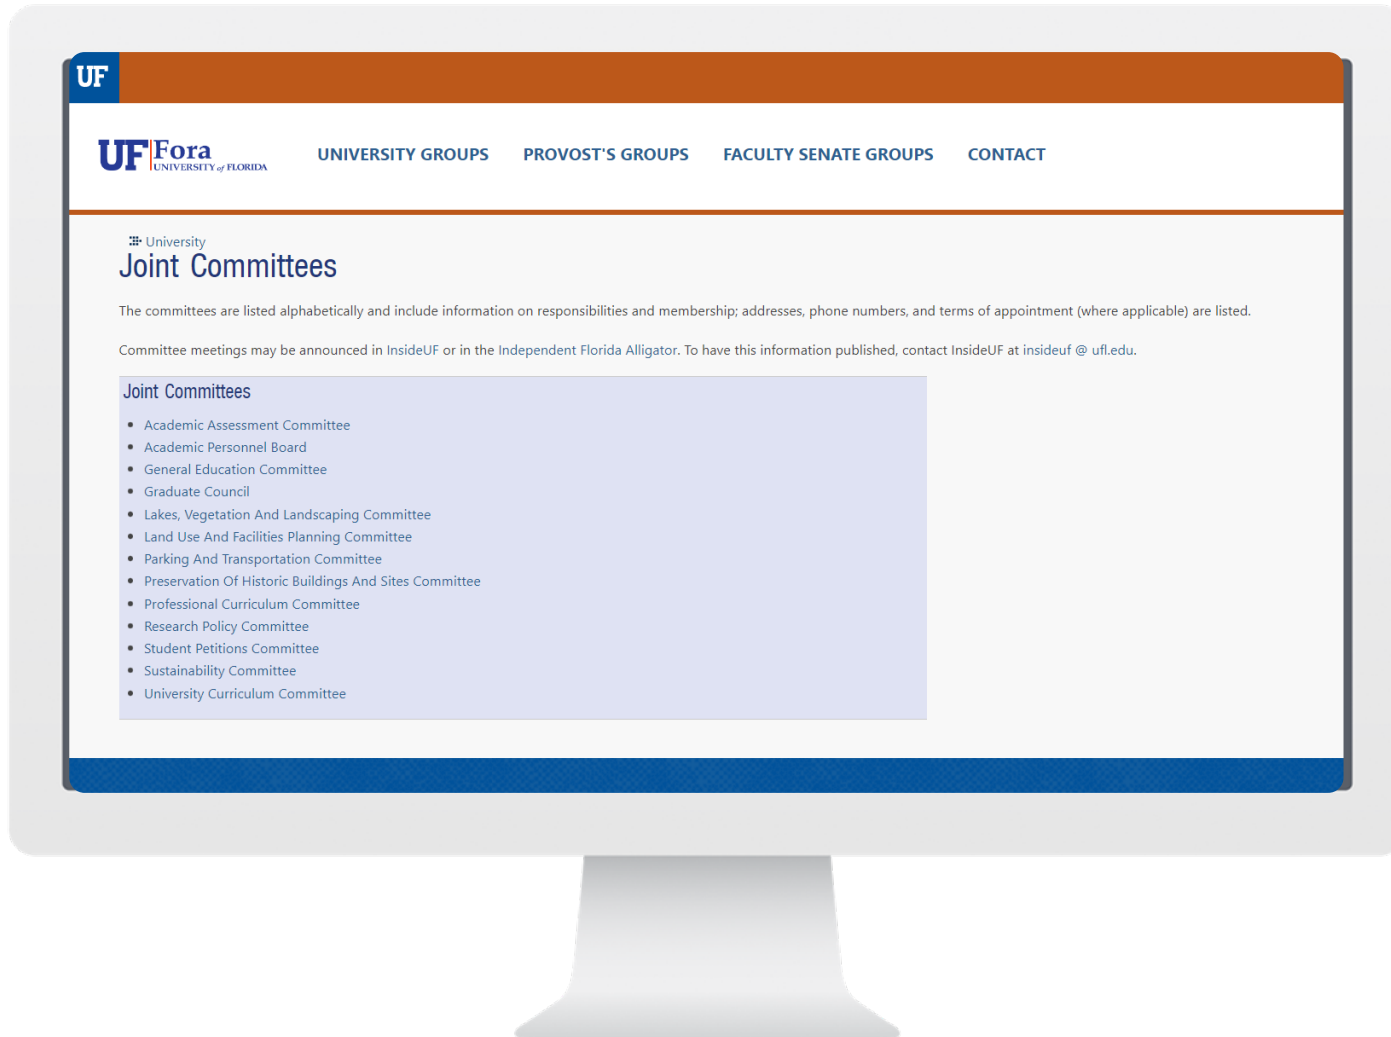 UF
UF Fora
UNIVERSITY of FLORIDA
UNIVERSITY GROUPS PROVOST'S GROUPS FACULTY SENATE GROUPS CONTACT
University
Joint Committees
The committees are listed alphabetically and include information on responsibilities and membership; addresses, phone numbers, and terms of appointment (where applicable) are listed.
Committee meetings may be announced in InsideUF or in the Independent Florida Alligator. To have this information published, contact InsideUF at insideuf @ ufl.edu.
Joint Committees
Academic Assessment Committee
Academic Personnel Board
General Education Committee
Graduate Council
Lakes, Vegetation And Landscaping Committee
Land Use And Facilities Planning Committee
Parking And Transportation Committee
Preservation Of Historic Buildings And Sites Committee
Professional Curriculum Committee
Research Policy Committee
Student Petitions Committee
Sustainability Committee
University Curriculum Committee